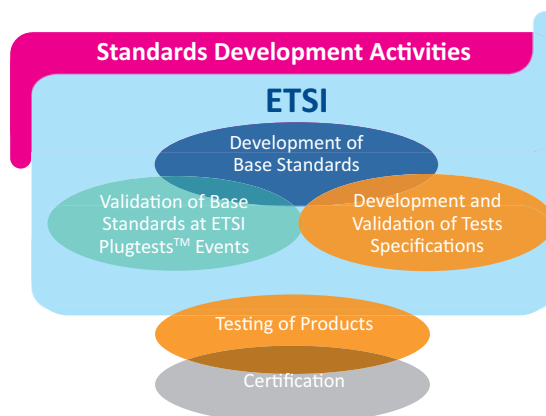 Standards Development Activities
ETSI
Development of
Base Standards
Validation of Base
Standards at ETSI
Plugtests™ Events
Development and
Validation of Tests
Specifications
Testing of Products
Certification